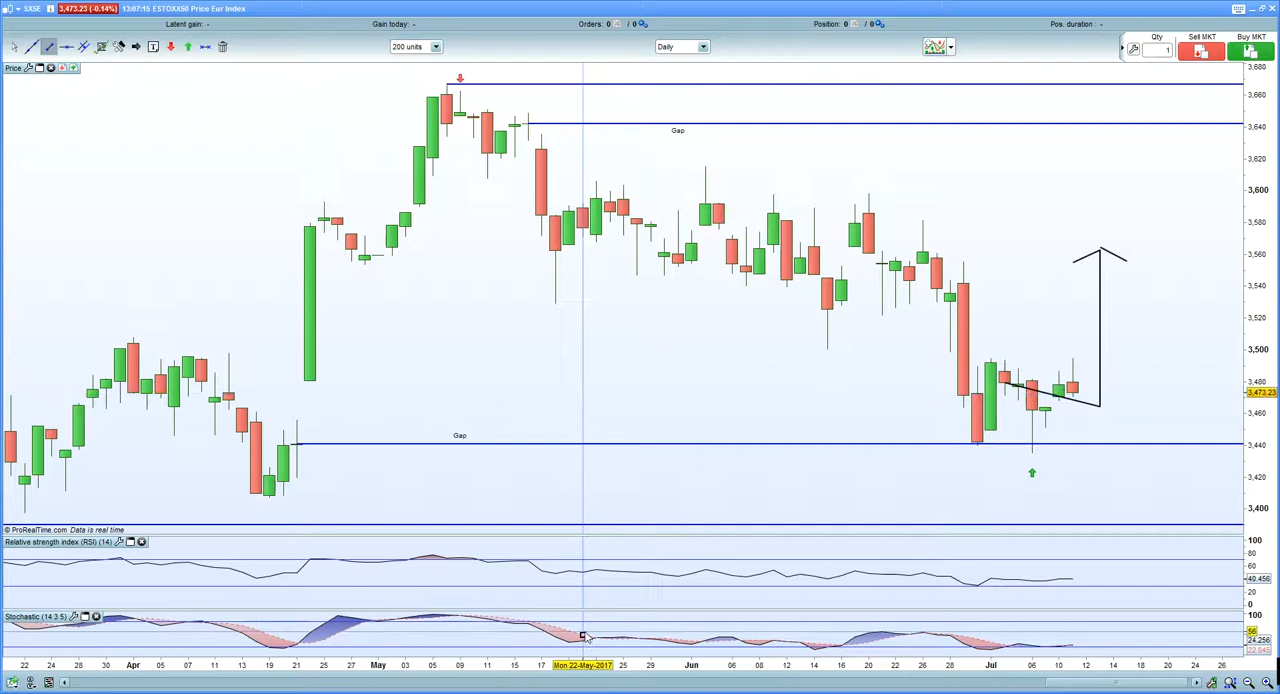 SX5E 3,473.23 (-0.14%) 13:07:15 ESTOXX50 Price Eur Index
Latent gain: - Gain today: - Orders: 0 / 0 Position: 0 / 0 Pos. duration : -
200 units Daily Qty Sell MKT Buy MKT
1
Price
3,680
3,660
3,640
Gap
3,620
3,600
3,580
3,560
3,540
3,520
3,500
3,480
3,473.23
3,460
Gap
3,440
3,420
3,400
© ProRealTime.com Data is real time
Relative strength index (RSI) (14)
100
80
60
40.456
20
0
Stochastic (14 3 5)
100
56
24.256
22.845
22 24 28 30 Apr 05 07 11 13 19 21 25 27 May 03 05 09 11 15 17 Mon 22-May-2017 25 29 Jun 06 08 12 14 16 20 22 26 28 Jul 04 06 10 12 14 18 20 24 26